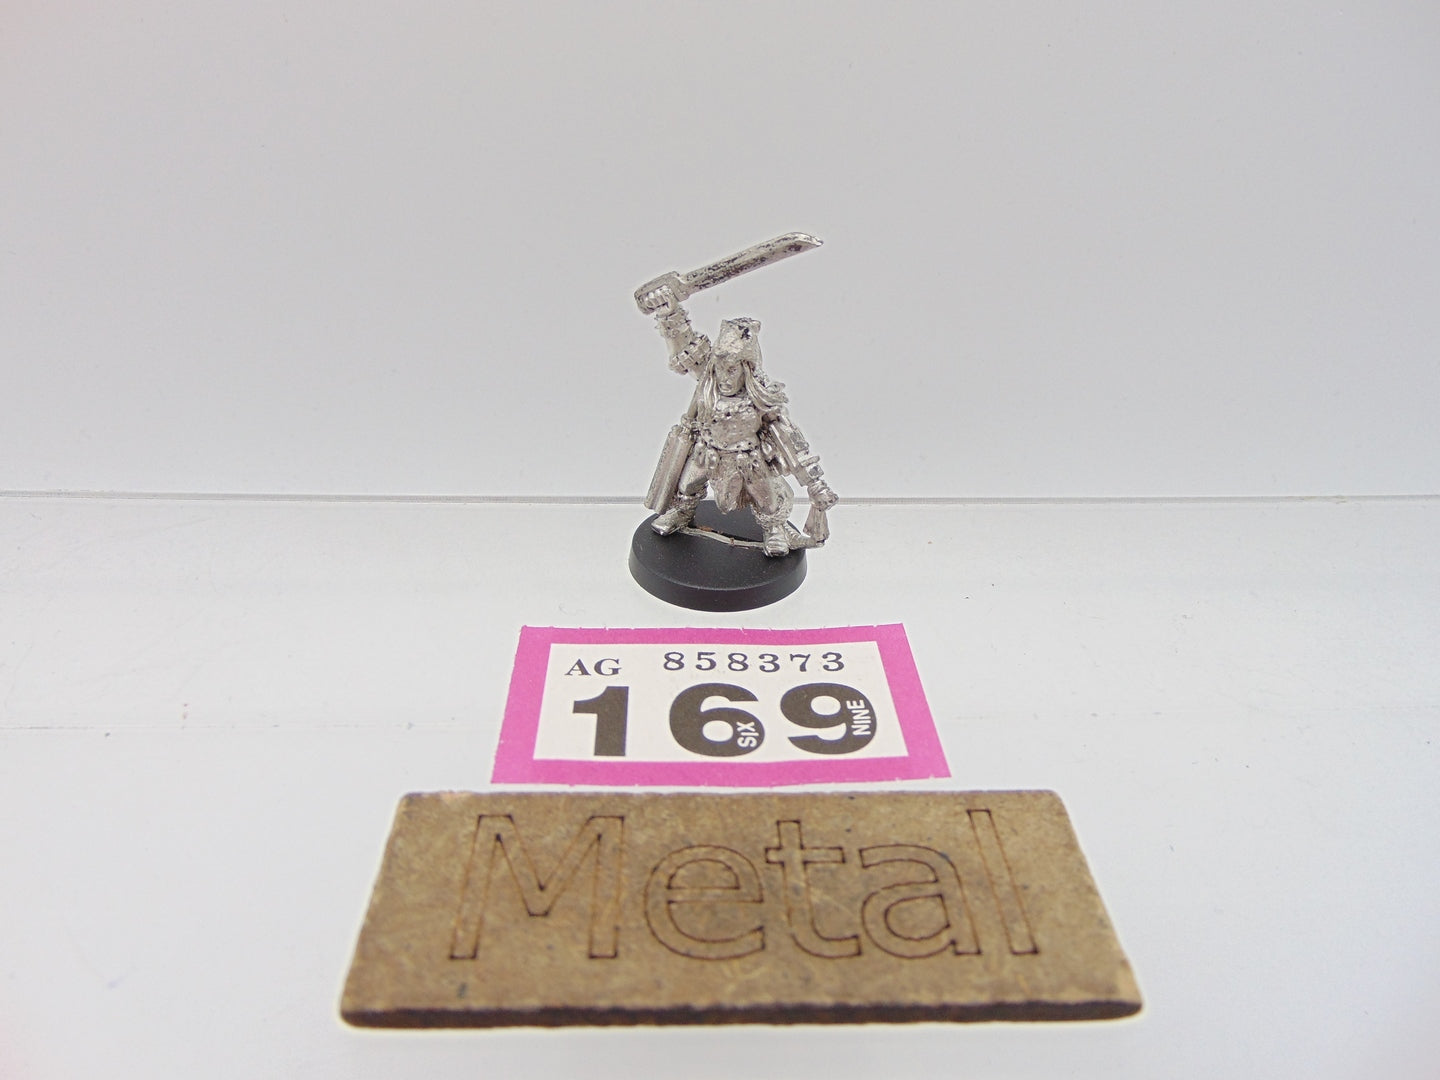 AG 858373
169
SIX NINE
Metal